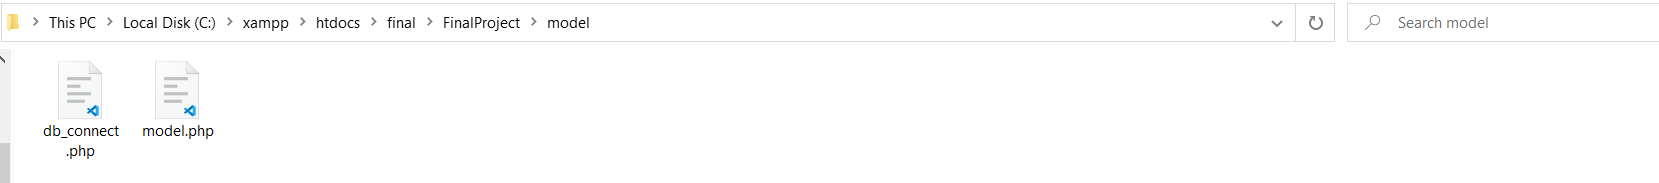 This PC > Local Disk (C:) > xampp > htdocs > final > FinalProject > model
Search model
db_connect
.php
model.php